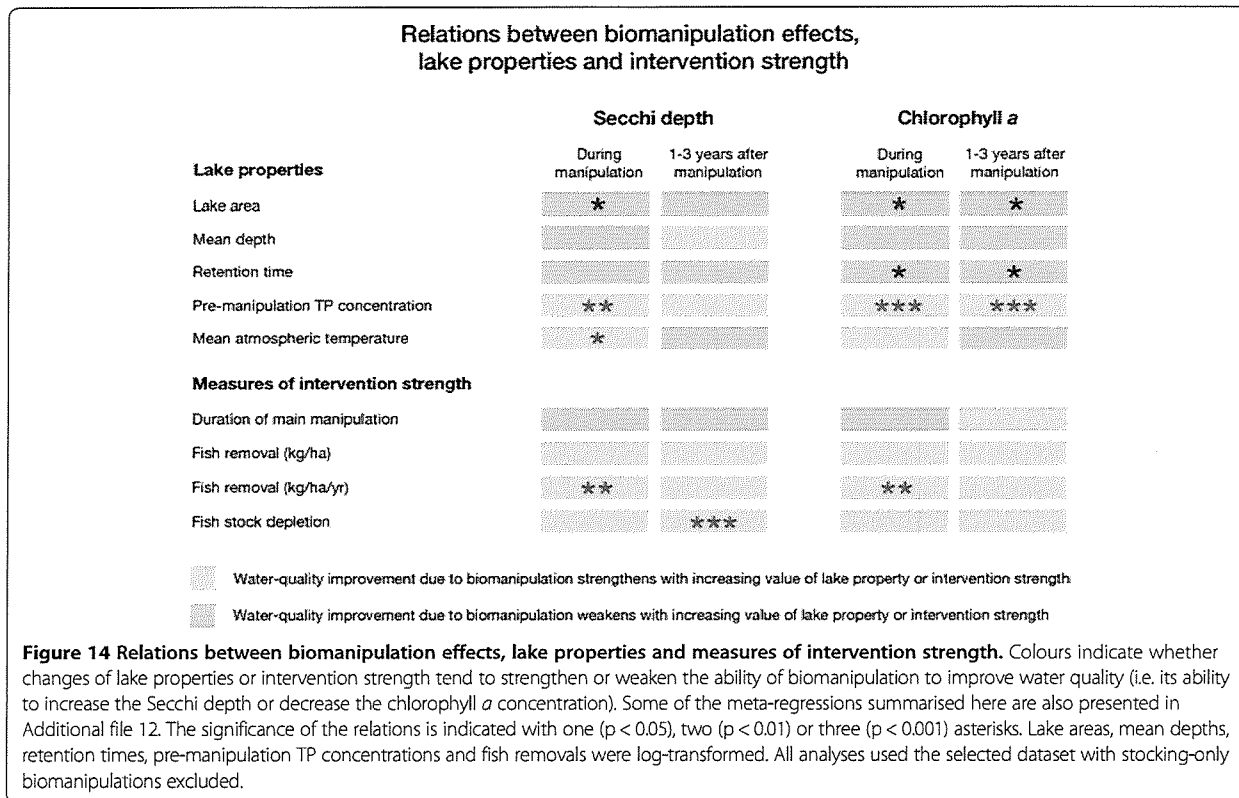 Relations between biomanipulation effects,
lake properties and intervention strength
Secchi depth Chlorophyll a
Lake properties During manipulation 1-3 years after manipulation During manipulation 1-3 years after manipulation
Lake area * * *
Mean depth
Retention time * *
Pre-manipulation TP concentration ** *** ***
Mean atmospheric temperature *
Measures of intervention strength
Duration of main manipulation
Fish removal (kg/ha)
Fish removal (kg/ha/yr) ** **
Fish stock depletion ***
Water-quality improvement due to biomanipulation strengthens with increasing value of lake property or intervention strength
Water-quality improvement due to biomanipulation weakens with increasing value of lake property or intervention strength
Figure 14 Relations between biomanipulation effects, lake properties and measures of intervention strength. Colours indicate whether
changes of lake properties or intervention strength tend to strengthen or weaken the ability of biomanipulation to improve water quality (i.e. its ability
to increase the Secchi depth or decrease the chlorophyll a concentration). Some of the meta-regressions summarised here are also presented in
Additional file 12. The significance of the relations is indicated with one (p < 0.05), two (p < 0.01) or three (p < 0.001) asterisks. Lake areas, mean depths,
retention times, pre-manipulation TP concentrations and fish removals were log-transformed. All analyses used the selected dataset with stocking-only
biomanipulations excluded.